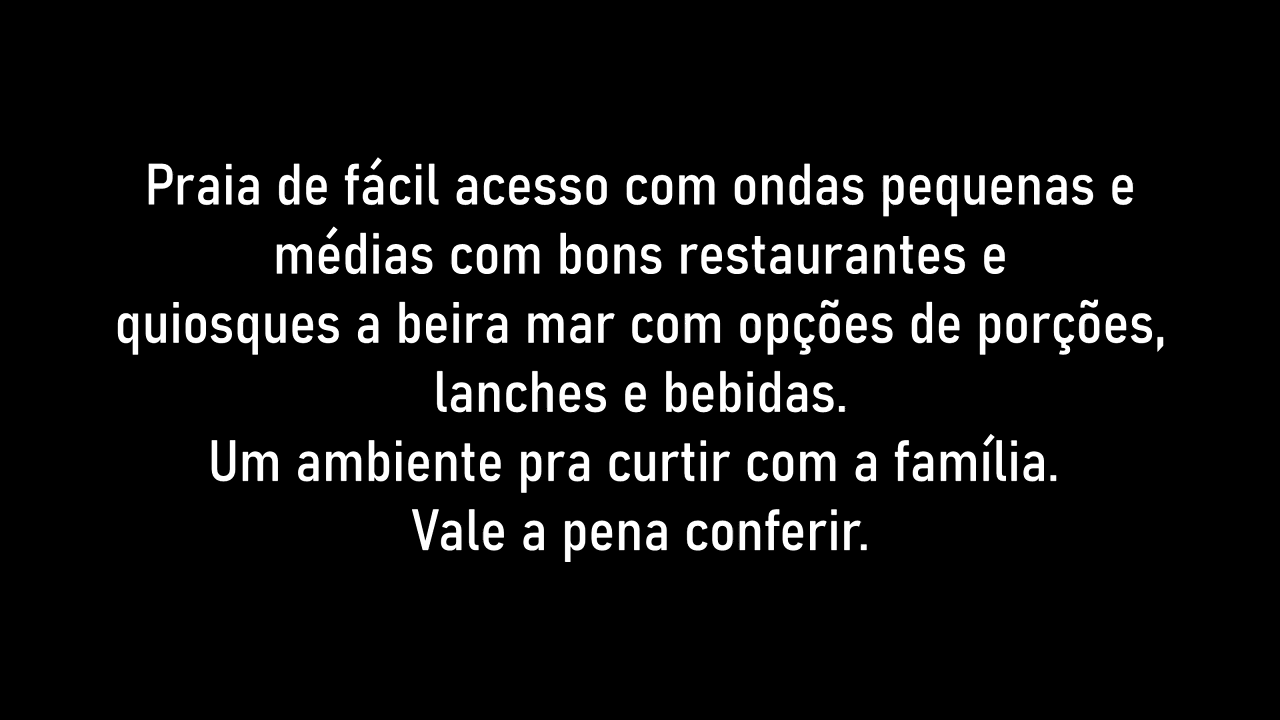 Praia de fácil acesso com ondas pequenas e
médias com bons restaurantes e
quiosques a beira mar com opções de porções,
lanches e bebidas.
Um ambiente pra curtir com a família.
Vale a pena conferir.